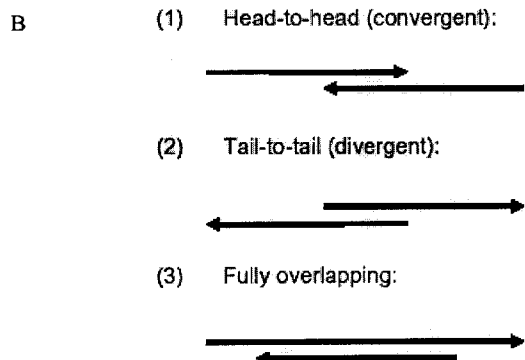 B
(1) Head-to-head (convergent):
(2) Tail-to-tail (divergent):
(3) Fully overlapping: